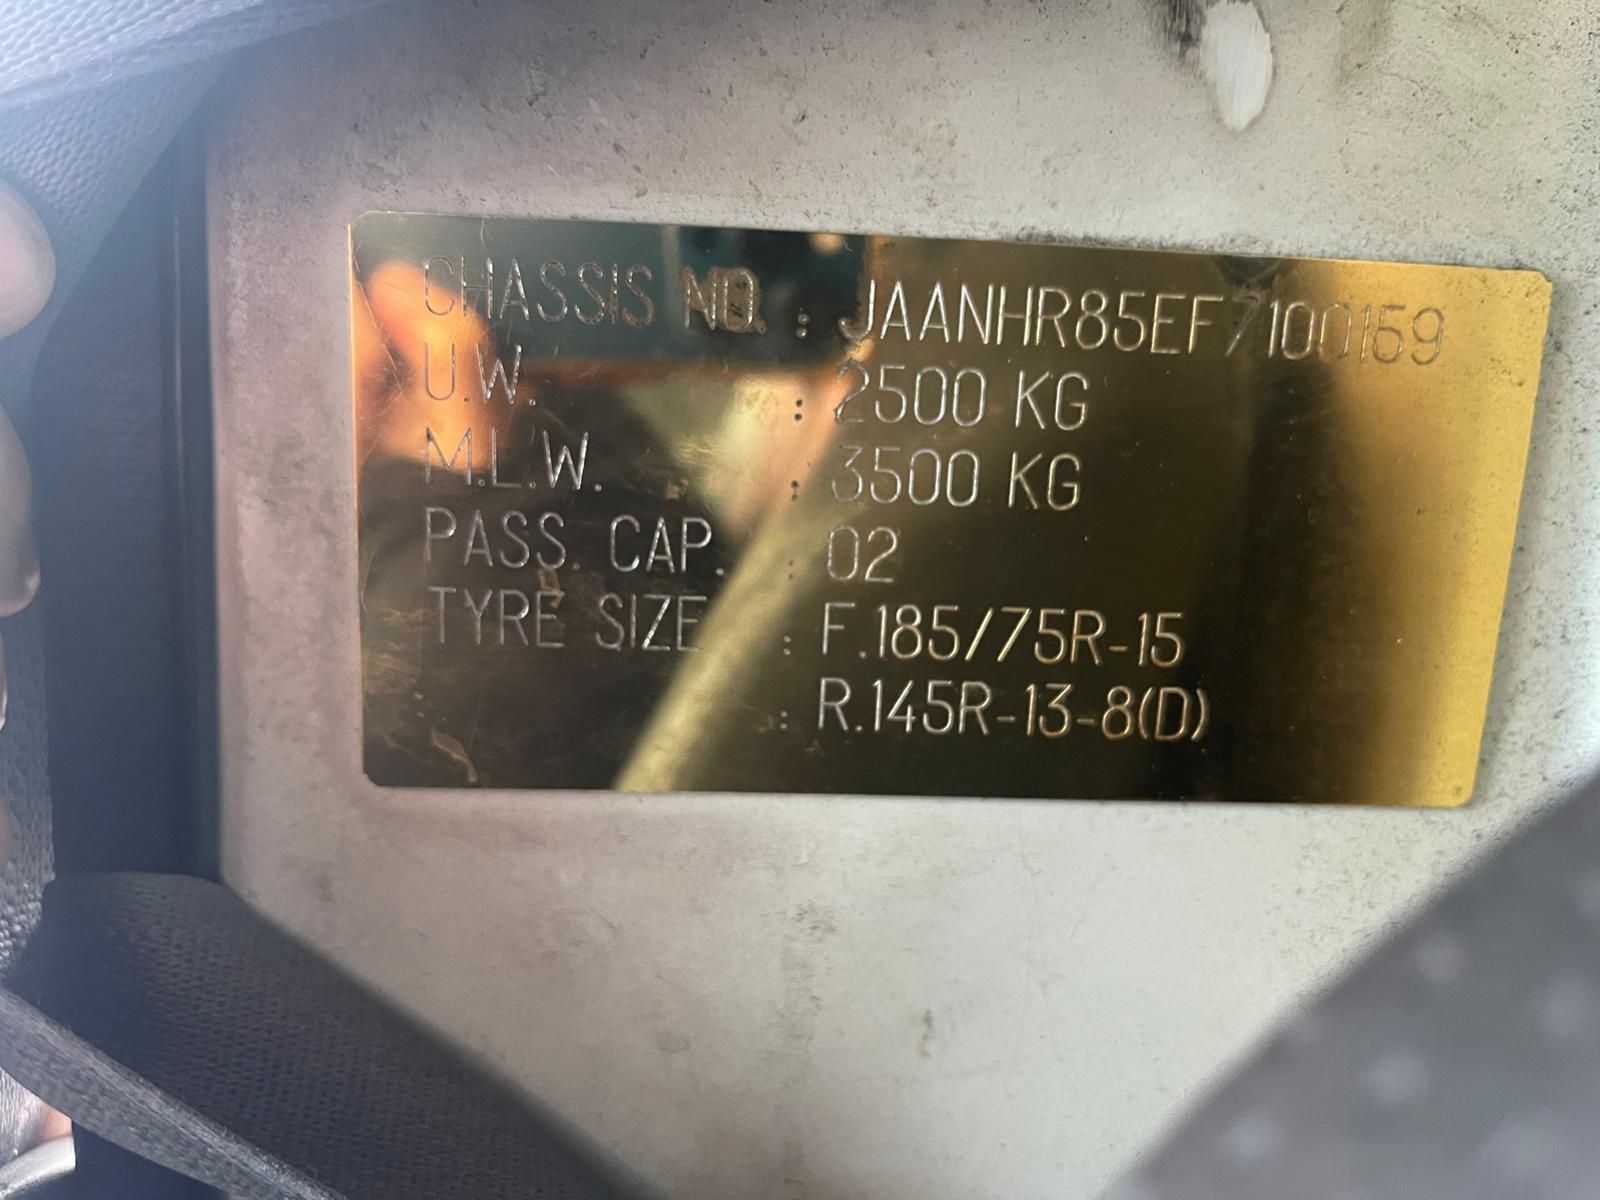 CHASSIS NO. : JAANHR85EF7100159
U.W. : 2500 KG
M.L.W. : 3500 KG
PASS. CAP. : 02
TYRE SIZE : F.185/75R-15
: R.145R-13-8(D)